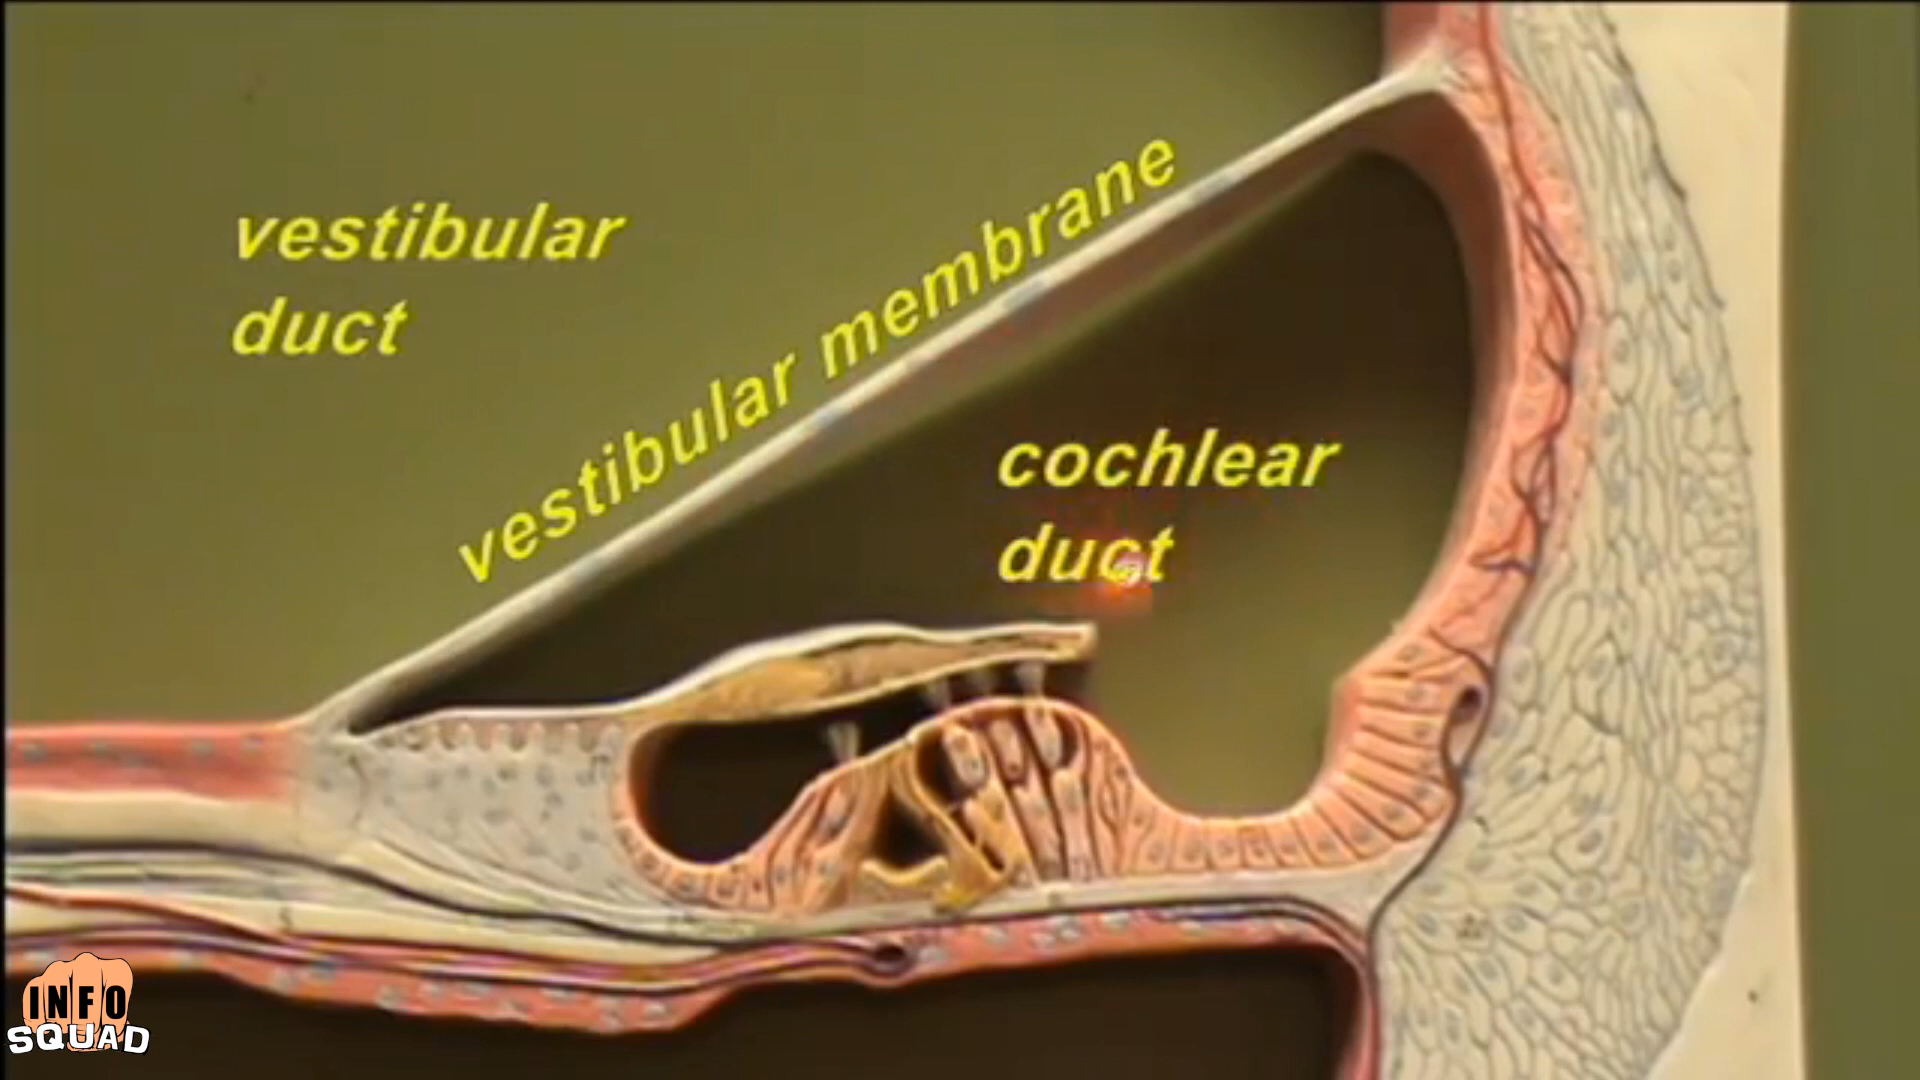 vestibular
duct
vestibular membrane
cochlear
duct
INFO
SQUAD